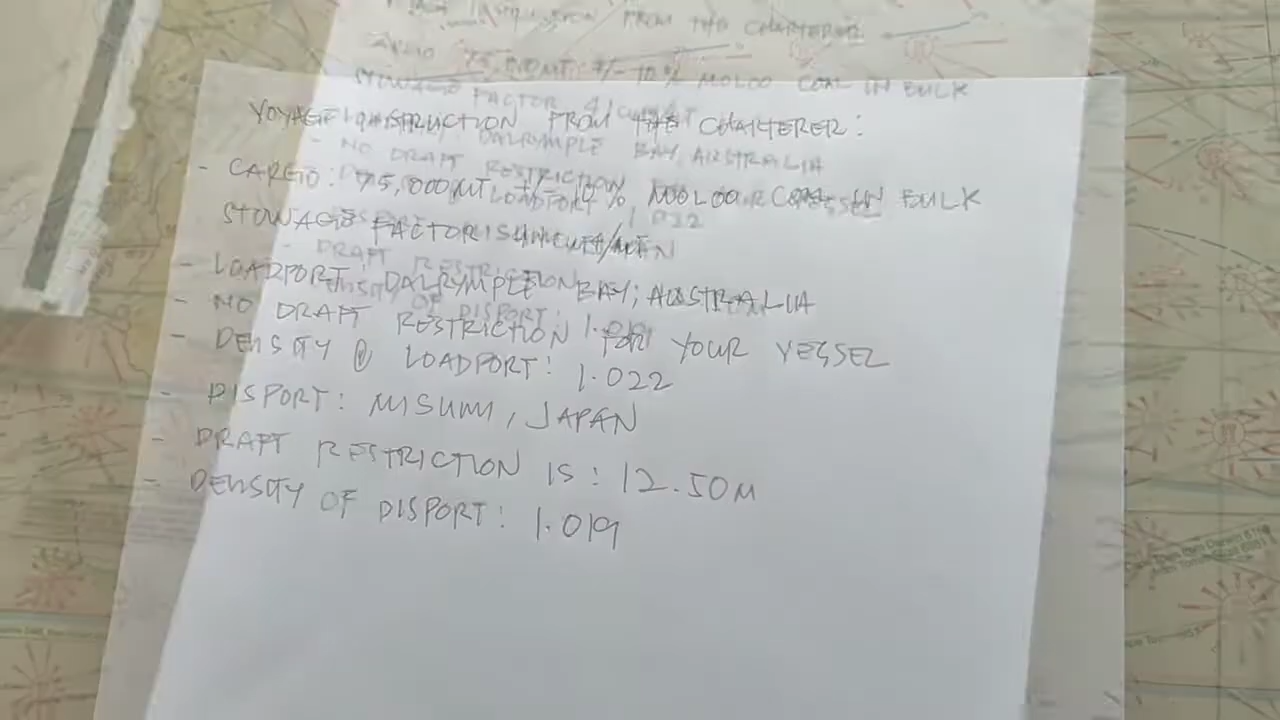 VOYAGE INSTRUCTION FROM THE CHARTERER:
- CARGO: 75,000MT +/- 10% MOLOO COAL IN BULK
STOWAGE FACTOR
- LOADPORT: DALRYMPLE BAY, AUSTRALIA
- NO DRAFT RESTRICTION FOR YOUR VESSEL
- DENSITY @ LOADPORT: 1.022
- DISPORT: MISUMI, JAPAN
- DRAFT RESTRICTION IS: 12.50M
- DENSITY OF DISPORT: 1.019